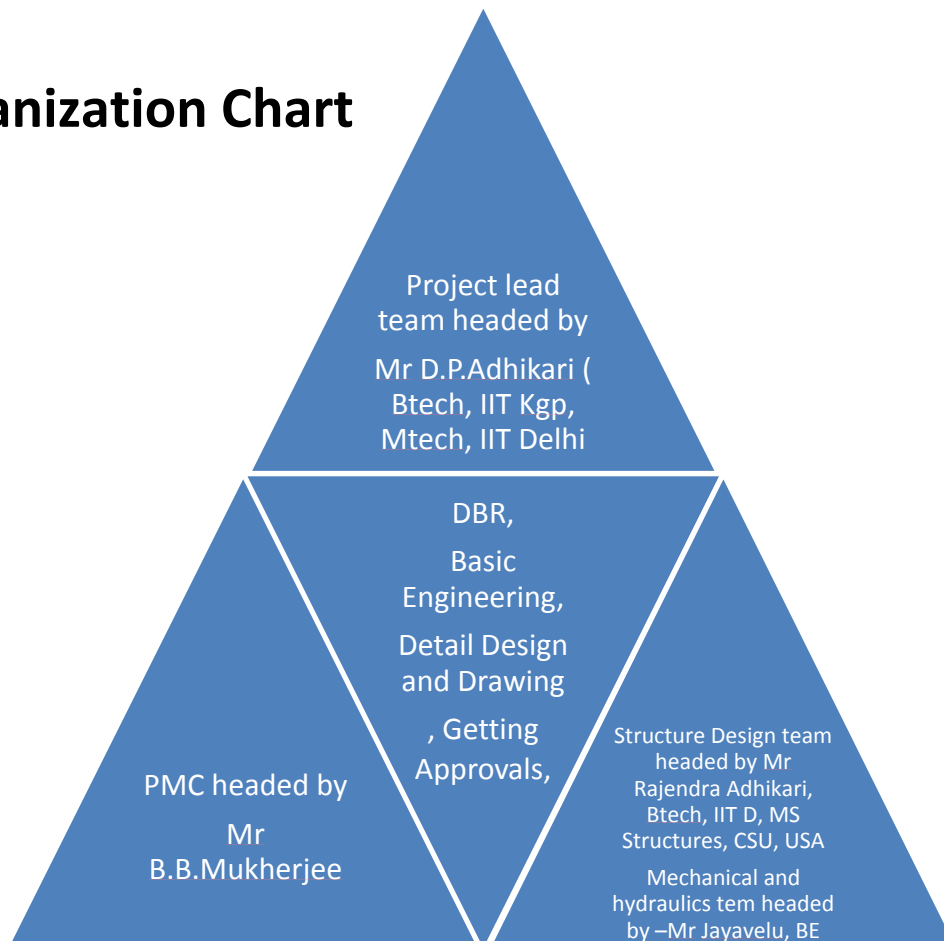 anization Chart
Project lead
team headed by
Mr D.P.Adhikari (
Btech, IIT Kgp,
Mtech, IIT Delhi
DBR,
Basic
Engineering,
Detail Design
and Drawing
, Getting
Approvals,
PMC headed by
Mr
B.B.Mukherjee
Structure Design team
headed by Mr
Rajendra Adhikari,
Btech, IIT D, MS
Structures, CSU, USA
Mechanical and
hydraulics tem headed
by –Mr Jayavelu, BE